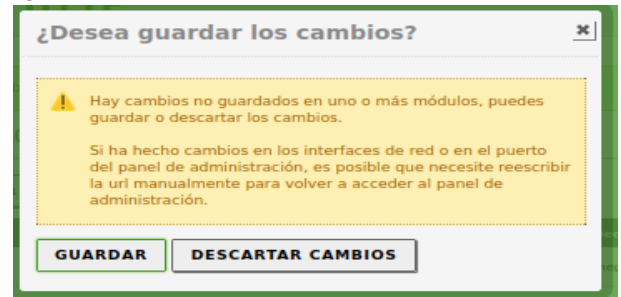 ¿Desea guardar los cambios?
Hay cambios no guardados en uno o más módulos, puedes
guardar o descartar los cambios.
Si ha hecho cambios en los interfaces de red o en el puerto
del panel de administración, es posible que necesite reescribir
la url manualmente para volver a acceder al panel de
administración.
GUARDAR
DESCARTAR CAMBIOS